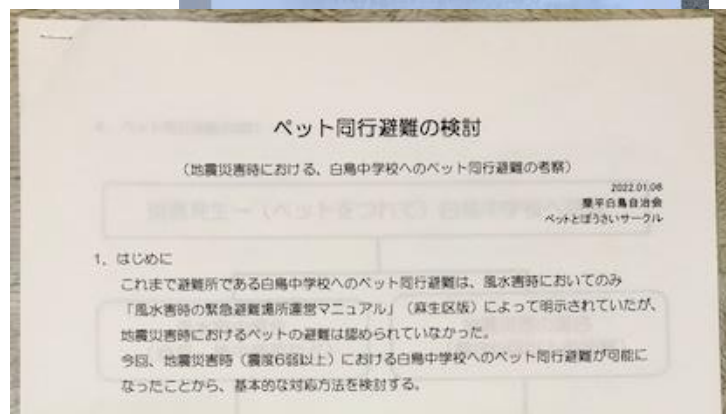 ペット同行避難の検討
（地震災害時における、白鳥中学校へのペット同行避難の考察）
2022.01.06
栗平白鳥自治会
ペットとぼうさいサークル
1．はじめに
これまで避難所である白鳥中学校へのペット同行避難は、風水害時においてのみ
「風水害時の緊急避難場所運営マニュアル」（麻生区版）によって明示されていたが、
地震災害時におけるペットの避難は認められていなかった。
今回、地震災害時（震度6弱以上）における白鳥中学校へのペット同行避難が可能に
なったことから、基本的な対応方法を検討する。